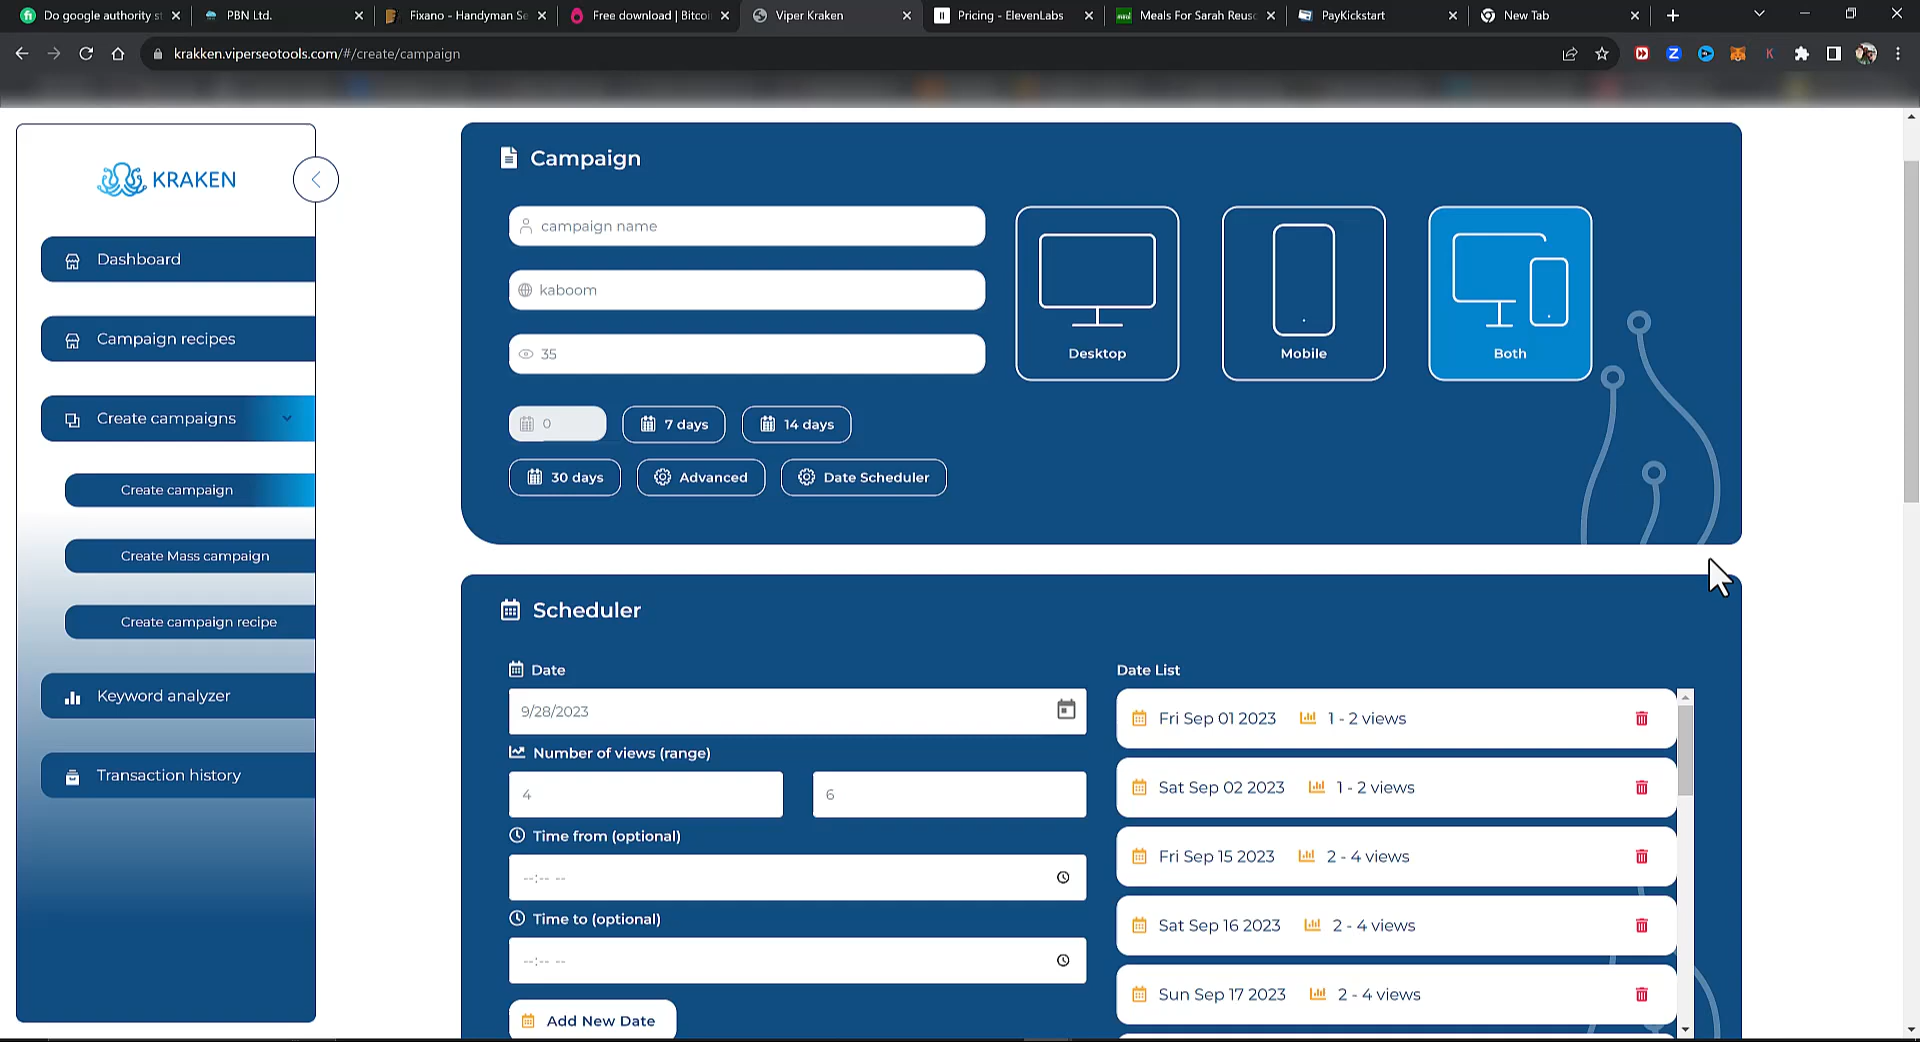 Do google authority st
PBN Ltd.
Fixano - Handyman Se
Free download | Bitcoi
Viper Kraken
Pricing - ElevenLabs
Meals For Sarah Reusc
PayKickstart
New Tab
krakken.viperseotools.com/#/create/campaign
KRAKEN
Dashboard
Campaign recipes
Create campaigns
Create campaign
Create Mass campaign
Create campaign recipe
Keyword analyzer
Transaction history
Campaign
campaign name
kaboom
35
0
7 days
14 days
30 days
Advanced
Date Scheduler
Desktop
Mobile
Both
Scheduler
Date
9/28/2023
Number of views (range)
4
6
Time from (optional)
--:-- --
Time to (optional)
--:-- --
Add New Date
Date List
Fri Sep 01 2023 1 - 2 views
Sat Sep 02 2023 1 - 2 views
Fri Sep 15 2023 2 - 4 views
Sat Sep 16 2023 2 - 4 views
Sun Sep 17 2023 2 - 4 views